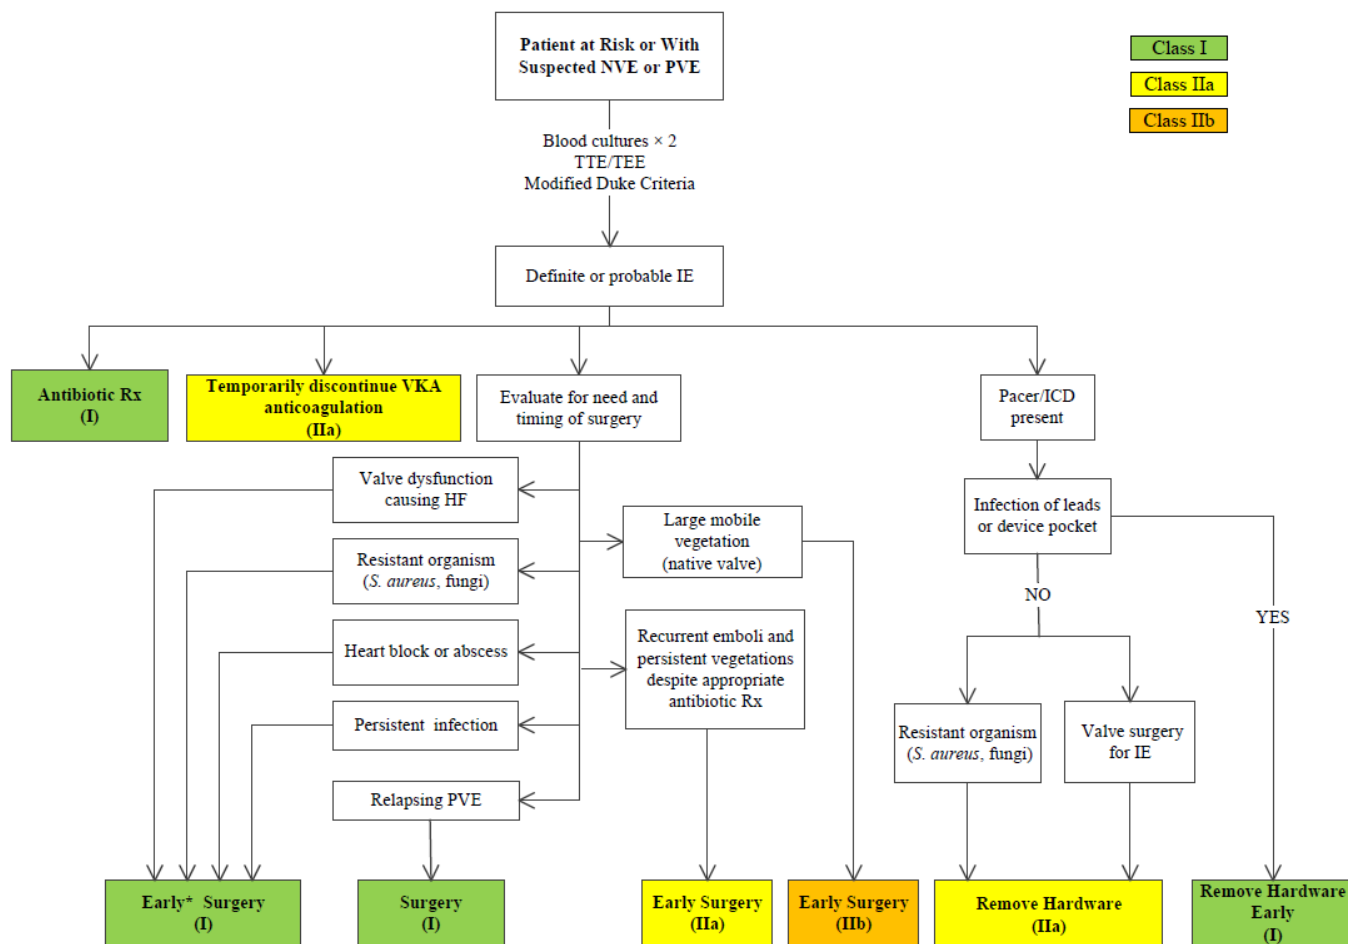 Patient at Risk or With
Suspected NVE or PVE
Class I
Class IIa
Class IIb
Blood cultures × 2
TTE/TEE
Modified Duke Criteria
Definite or probable IE
Antibiotic Rx
(I)
Temporarily discontinue VKA
anticoagulation
(IIa)
Evaluate for need and
timing of surgery
Pacer/ICD
present
Valve dysfunction
causing HF
Large mobile
vegetation
(native valve)
Infection of leads
or device pocket
Resistant organism
(S. aureus, fungi)
NO
YES
Heart block or abscess
Recurrent emboli and
persistent vegetations
despite appropriate
antibiotic Rx
Persistent infection
Resistant organism
(S. aureus, fungi)
Valve surgery
for IE
Relapsing PVE
Early* Surgery
(I)
Surgery
(I)
Early Surgery
(IIa)
Early Surgery
(IIb)
Remove Hardware
(IIa)
Remove Hardware
Early
(I)